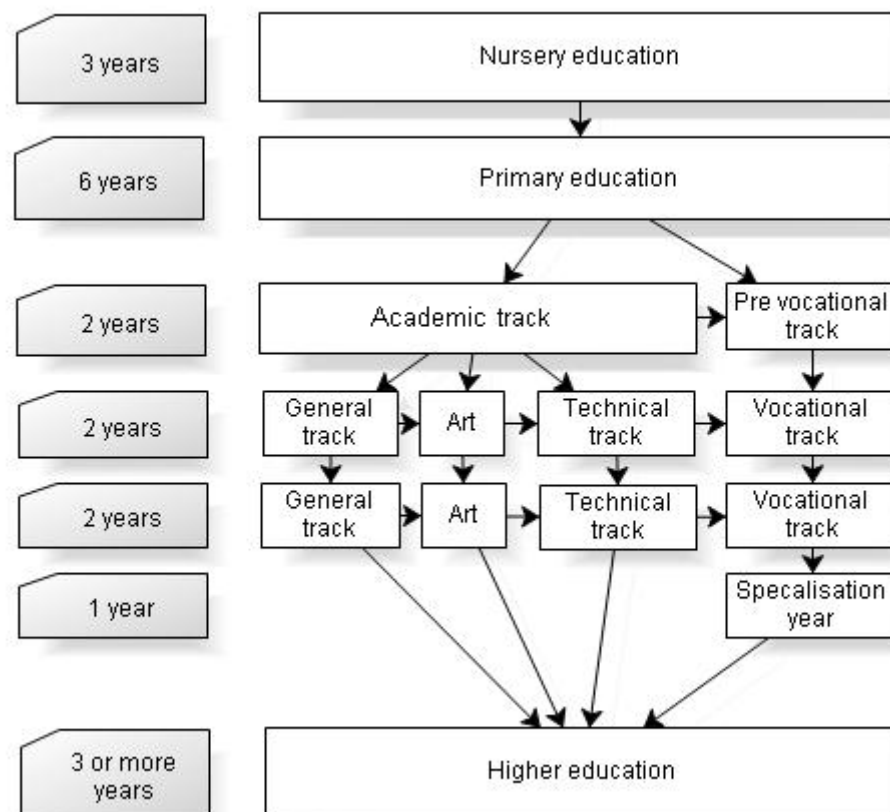 3 years
Nursery education
6 years
Primary education
2 years
Academic track
Pre vocational
track
2 years
General
track
Art
Technical
track
Vocational
track
2 years
General
track
Art
Technical
track
Vocational
track
1 year
Specalisation
year
3 or more
years
Higher education